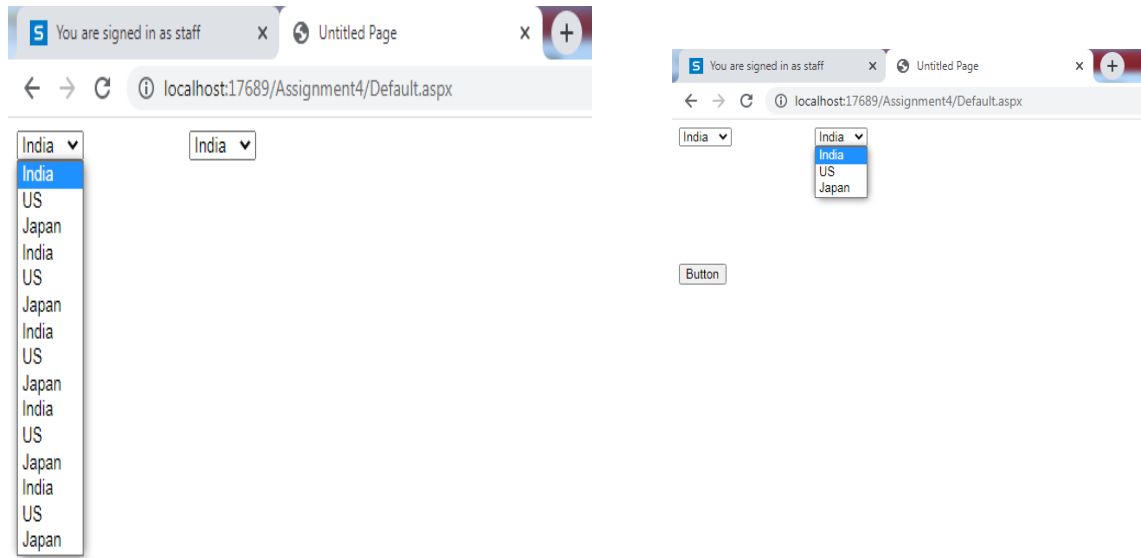 S You are signed in as staff x Untitled Page x +
localhost:17689/Assignment4/Default.aspx
India India
India
US
Japan
India
US
Japan
India
US
Japan
India
US
Japan
India
US
Japan
S You are signed in as staff x Untitled Page x +
localhost:17689/Assignment4/Default.aspx
India India
India
US
Japan
Button